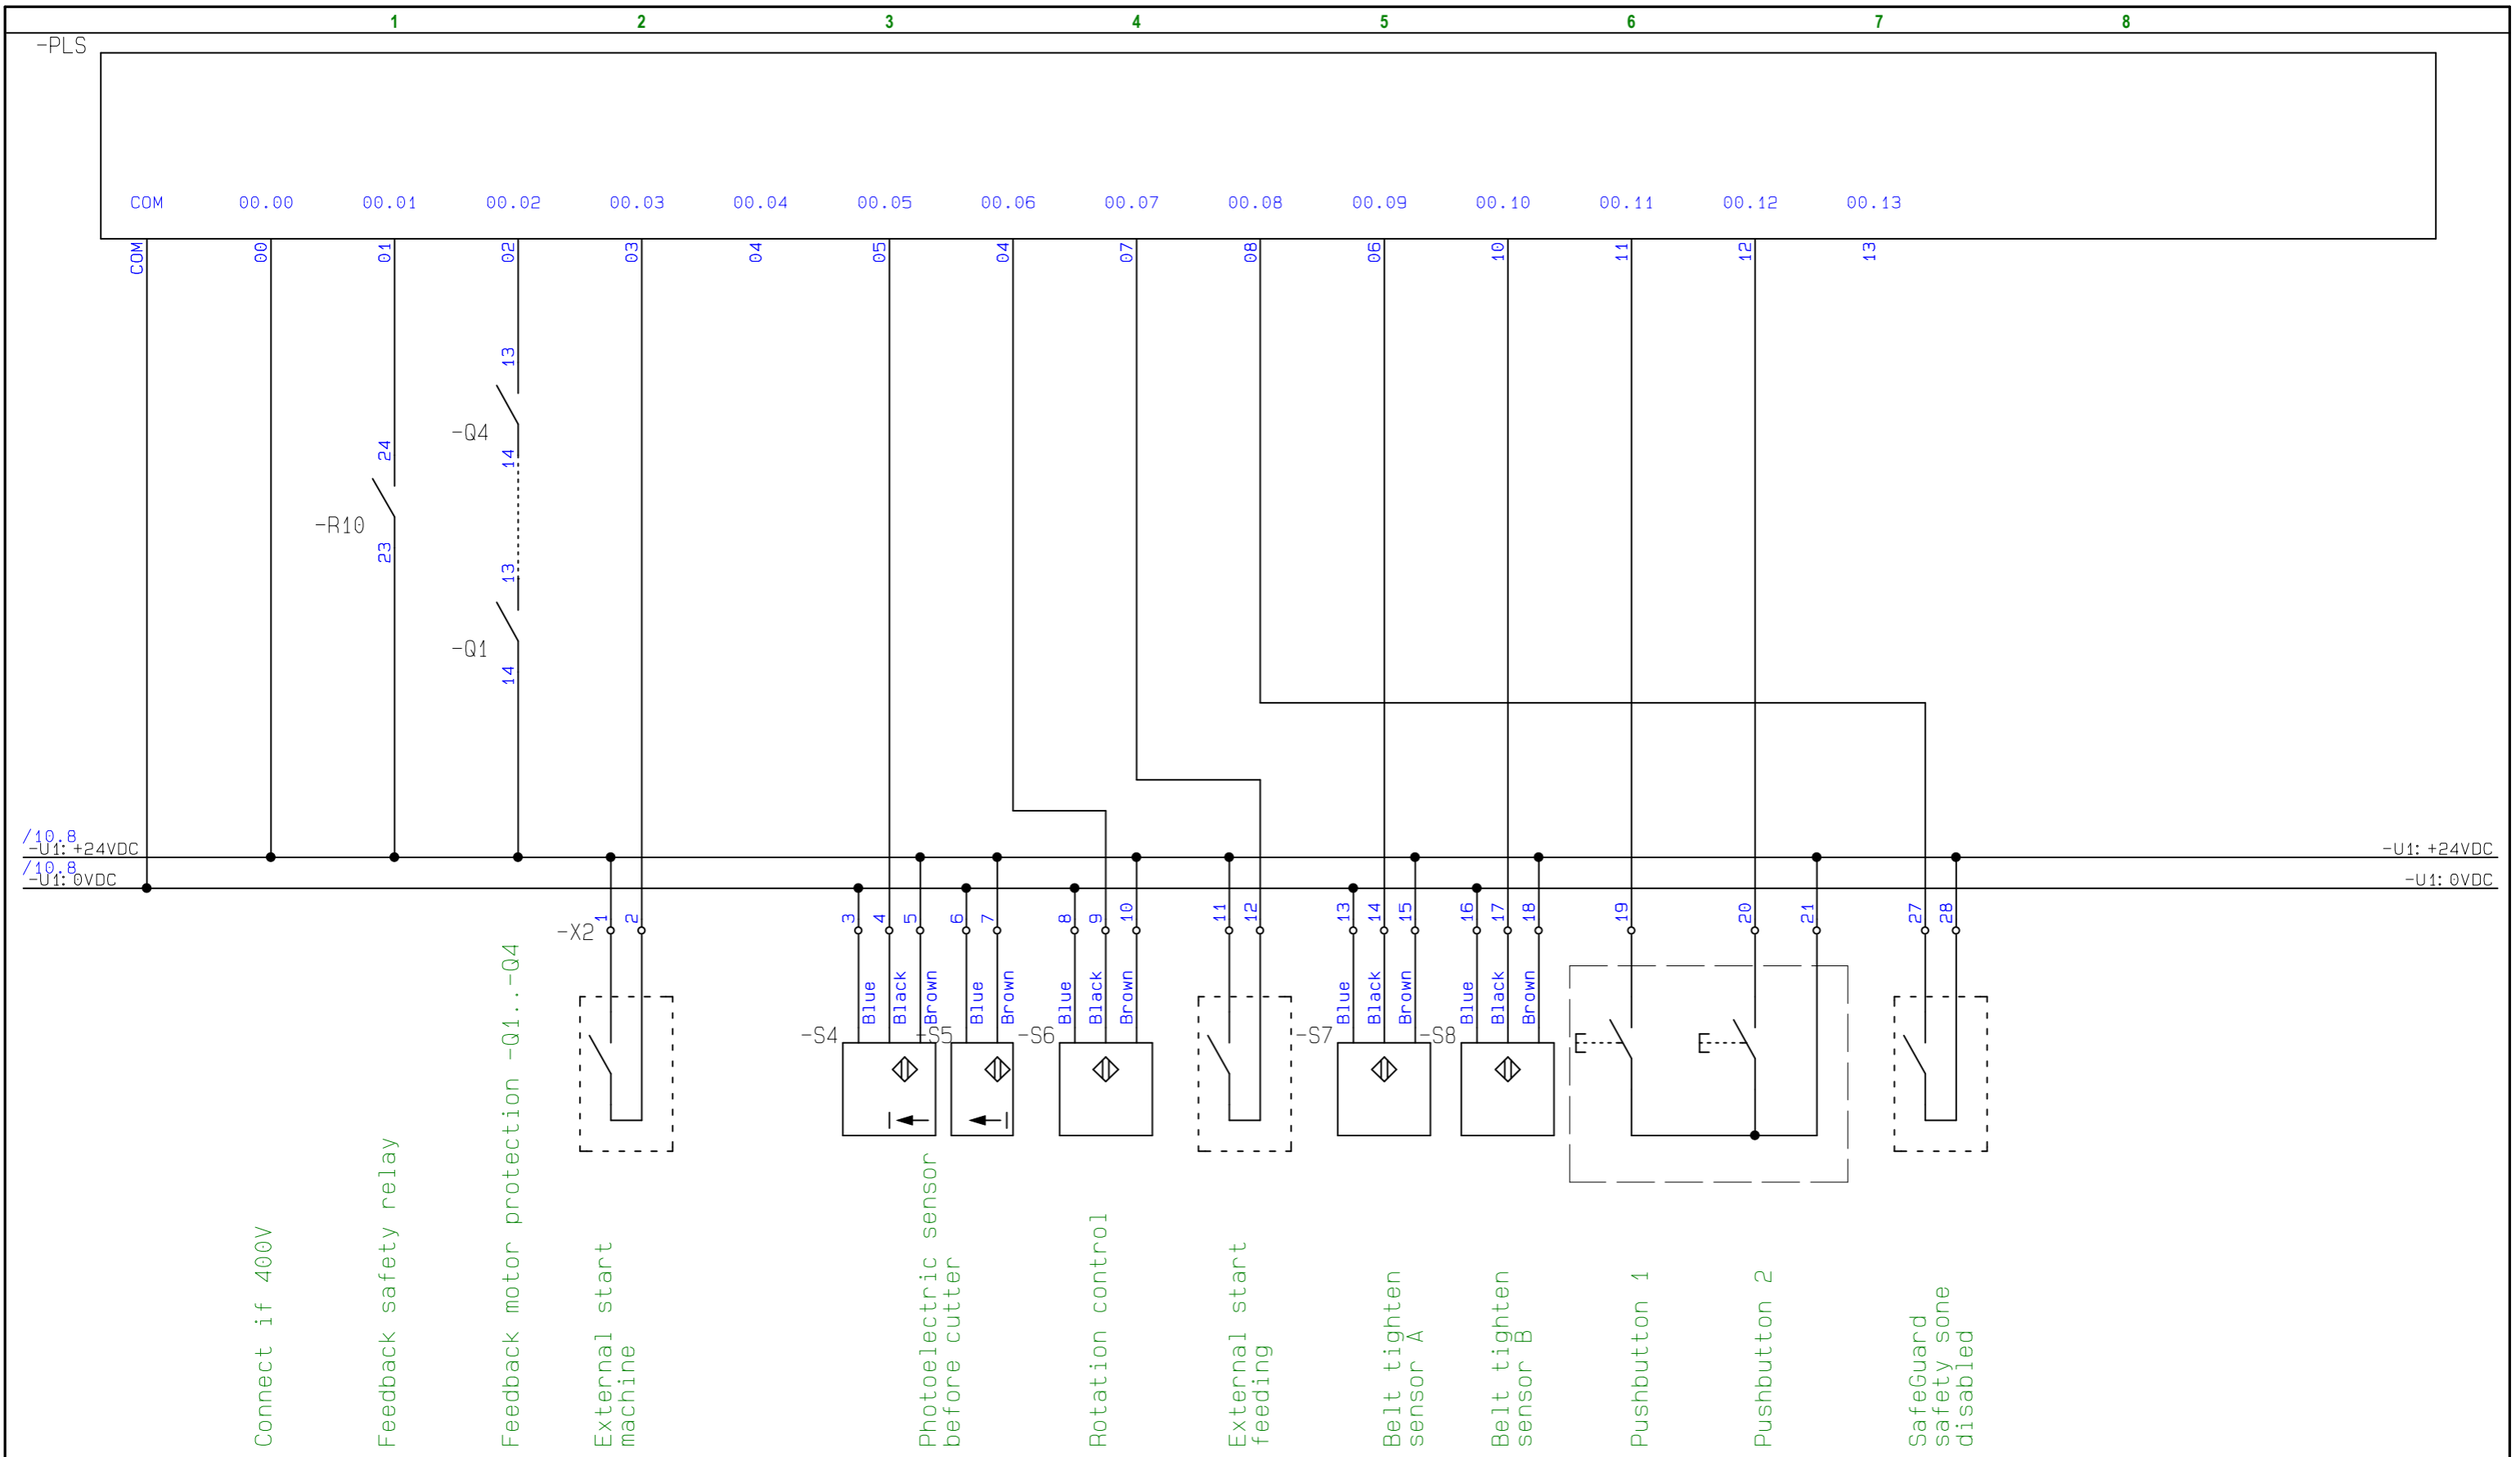 1 2 3 4 5 6 7 8
-PLS
COM 00.00 00.01 00.02 00.03 00.04 00.05 00.06 00.07 00.08 00.09 00.10 00.11 00.12 00.13
COM 00 01 02 03 04 05 04 07 08 06 10 11 12 13
13
-Q4
14
24
-R10
23
13
-Q1
14
/10.8
-U1:+24VDC
-U1:+24VDC
/10.8
-U1:0VDC
-U1:0VDC
-X2
1 2 3 4 5 6 7 8 9 10 11 12 13 14 15 16 17 18 19 20 21 27 28
Blue Black Brown Blue Brown Blue Black Brown Blue Black Brown Blue Black Brown
-S4 -S5 -S6 -S7 -S8
Connect if 400V
Feedback safety relay
Feedback motor protection -Q1..-Q4
External start
machine
Photoelectric sensor
before cutter
Rotation control
External start
feeding
Belt tighten
sensor A
Belt tighten
sensor B
Pushbutton 1
Pushbutton 2
SafeGuard
safety sone
disabled